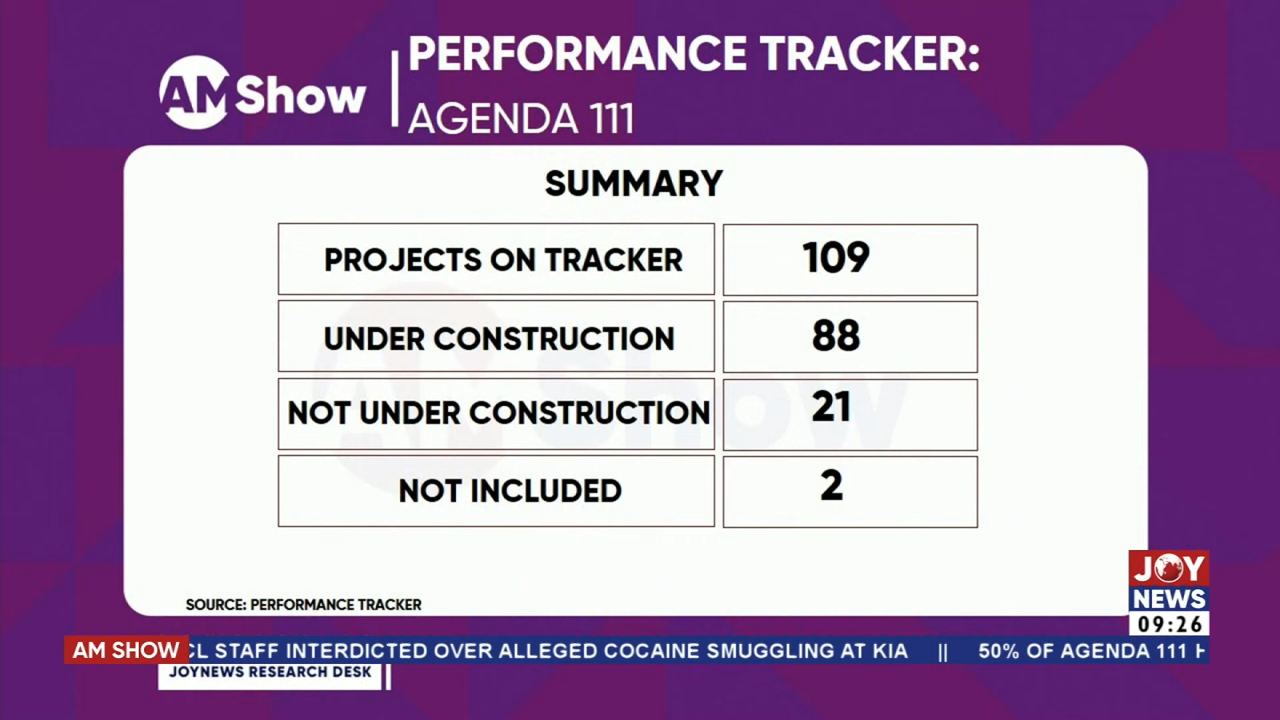 AM Show
PERFORMANCE TRACKER:
AGENDA 111
SUMMARY
PROJECTS ON TRACKER 109
UNDER CONSTRUCTION 88
NOT UNDER CONSTRUCTION 21
NOT INCLUDED 2
SOURCE: PERFORMANCE TRACKER
JOY
NEWS
09:26
AM SHOW CL STAFF INTERDICTED OVER ALLEGED COCAINE SMUGGLING AT KIA || 50% OF AGENDA 111 H
JOYNEWS RESEARCH DESK